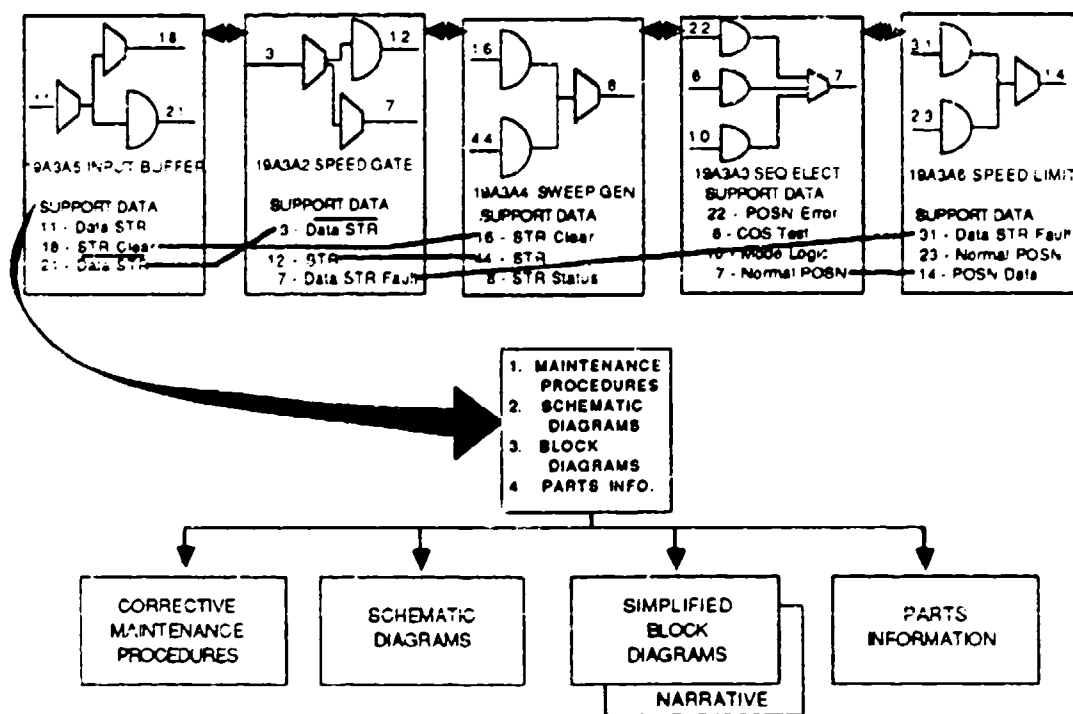 18
11
21
19A3A5 INPUT BUFFER
SUPPORT DATA
11 - Data STR
18 - STR Clear
21 - Data STR
3
12
7
19A3A2 SPEED GATE
SUPPORT DATA
3 - Data STR
12 - STR
7 - Data STR Fault
16
44
8
19A3A4 SWEEP GEN
SUPPORT DATA
16 - STR Clear
44 - STR
8 - STR Status
22
6
10
7
19A3A3 SEQ ELECT
SUPPORT DATA
22 - POSN Error
6 - COS Test
10 - Mode Logic
7 - Normal POSN
31
23
14
19A3A6 SPEED LIMIT
SUPPORT DATA
31 - Data STR Fault
23 - Normal POSN
14 - POSN Data
1. MAINTENANCE
PROCEDURES
2. SCHEMATIC
DIAGRAMS
3. BLOCK
DIAGRAMS
4 PARTS INFO.
CORRECTIVE
MAINTENANCE
PROCEDURES
SCHEMATIC
DIAGRAMS
SIMPLIFIED
BLOCK
DIAGRAMS
NARRATIVE
PARTS
INFORMATION